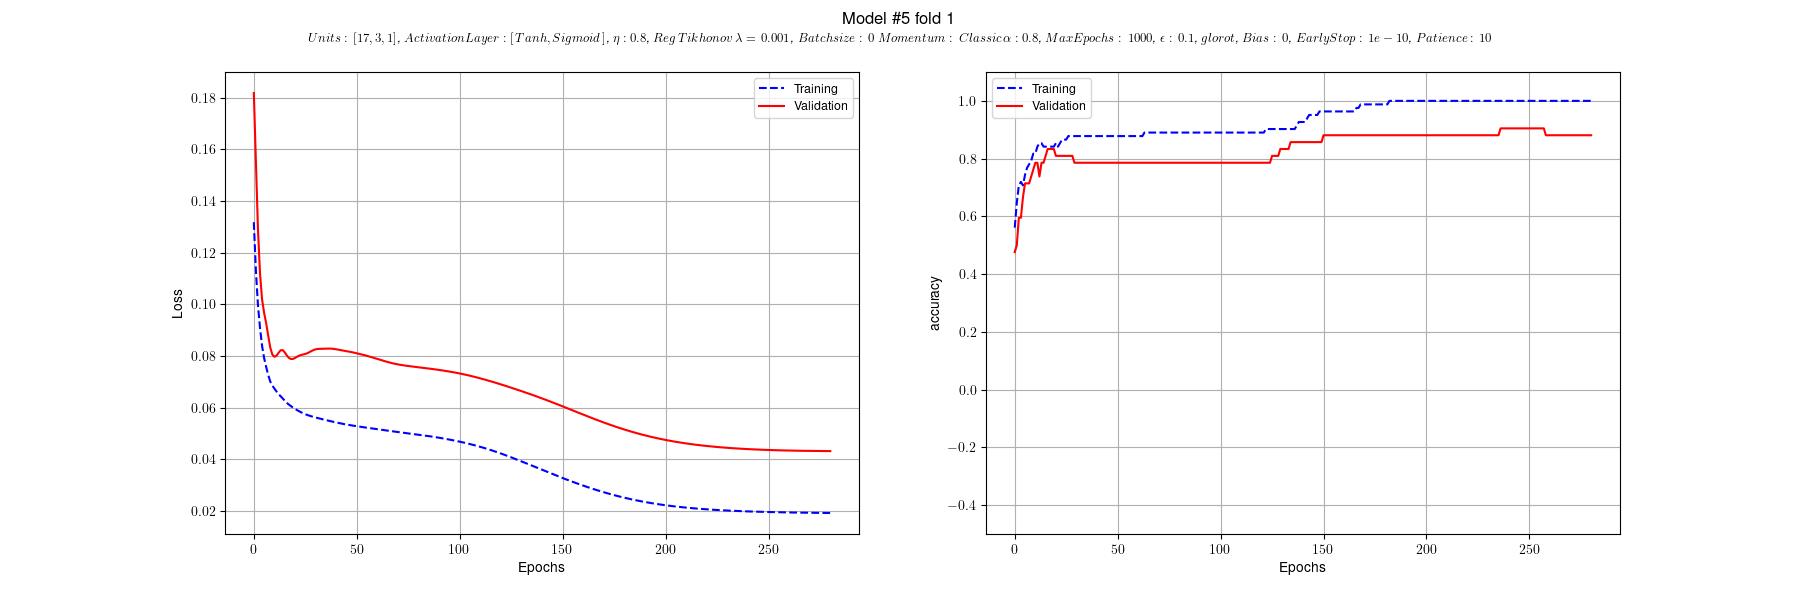 Model #5 fold 1
Units : [17, 3, 1], ActivationLayer : [Tanh, Sigmoid], η : 0.8, Reg Tikhonov λ = 0.001, Batchsize : 0 Momentum : Classic α : 0.8, MaxEpochs : 1000, ϵ : 0.1, glorot, Bias : 0, EarlyStop : 1e − 10, Patience : 10
Training
Validation
0.18
0.16
0.14
0.12
0.10
0.08
0.06
0.04
0.02
Loss
0 50 100 150 200 250
Epochs
Training
Validation
1.0
0.8
0.6
0.4
0.2
0.0
−0.2
−0.4
accuracy
0 50 100 150 200 250
Epochs